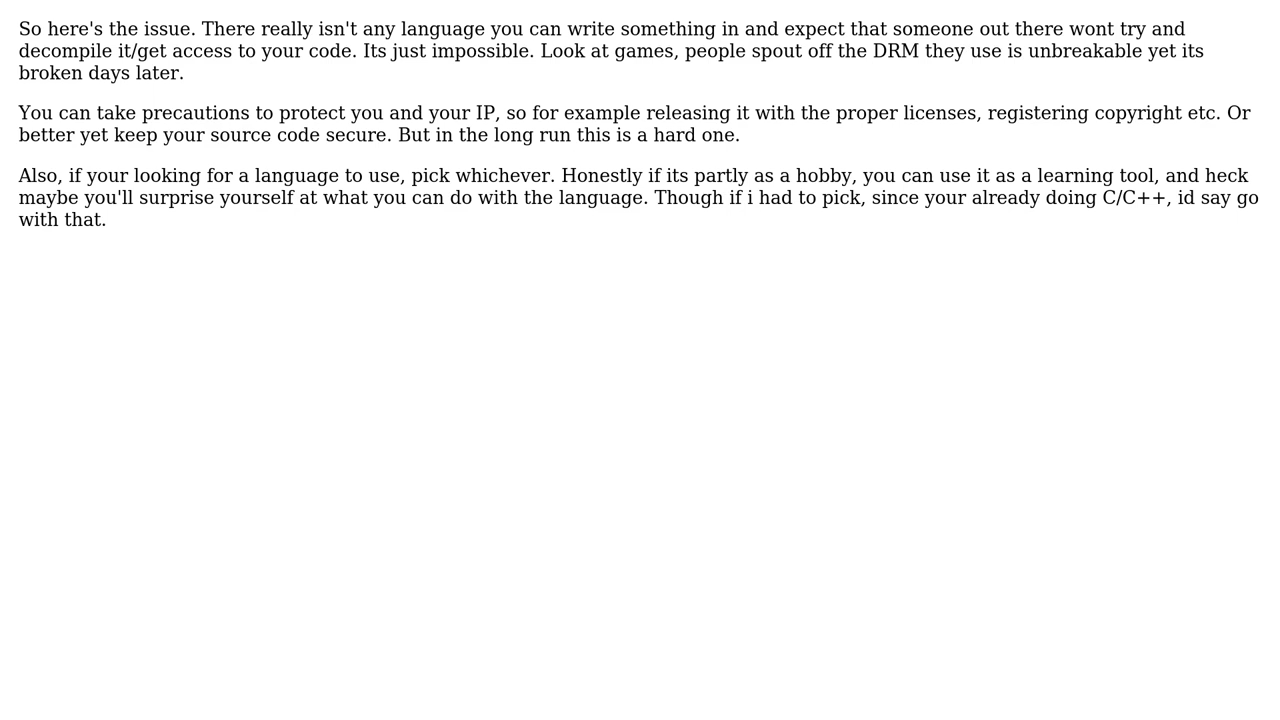 So here's the issue. There really isn't any language you can write something in and expect that someone out there wont try and
decompile it/get access to your code. Its just impossible. Look at games, people spout off the DRM they use is unbreakable yet its
broken days later.
You can take precautions to protect you and your IP, so for example releasing it with the proper licenses, registering copyright etc. Or
better yet keep your source code secure. But in the long run this is a hard one.
Also, if your looking for a language to use, pick whichever. Honestly if its partly as a hobby, you can use it as a learning tool, and heck
maybe you'll surprise yourself at what you can do with the language. Though if i had to pick, since your already doing C/C++, id say go
with that.